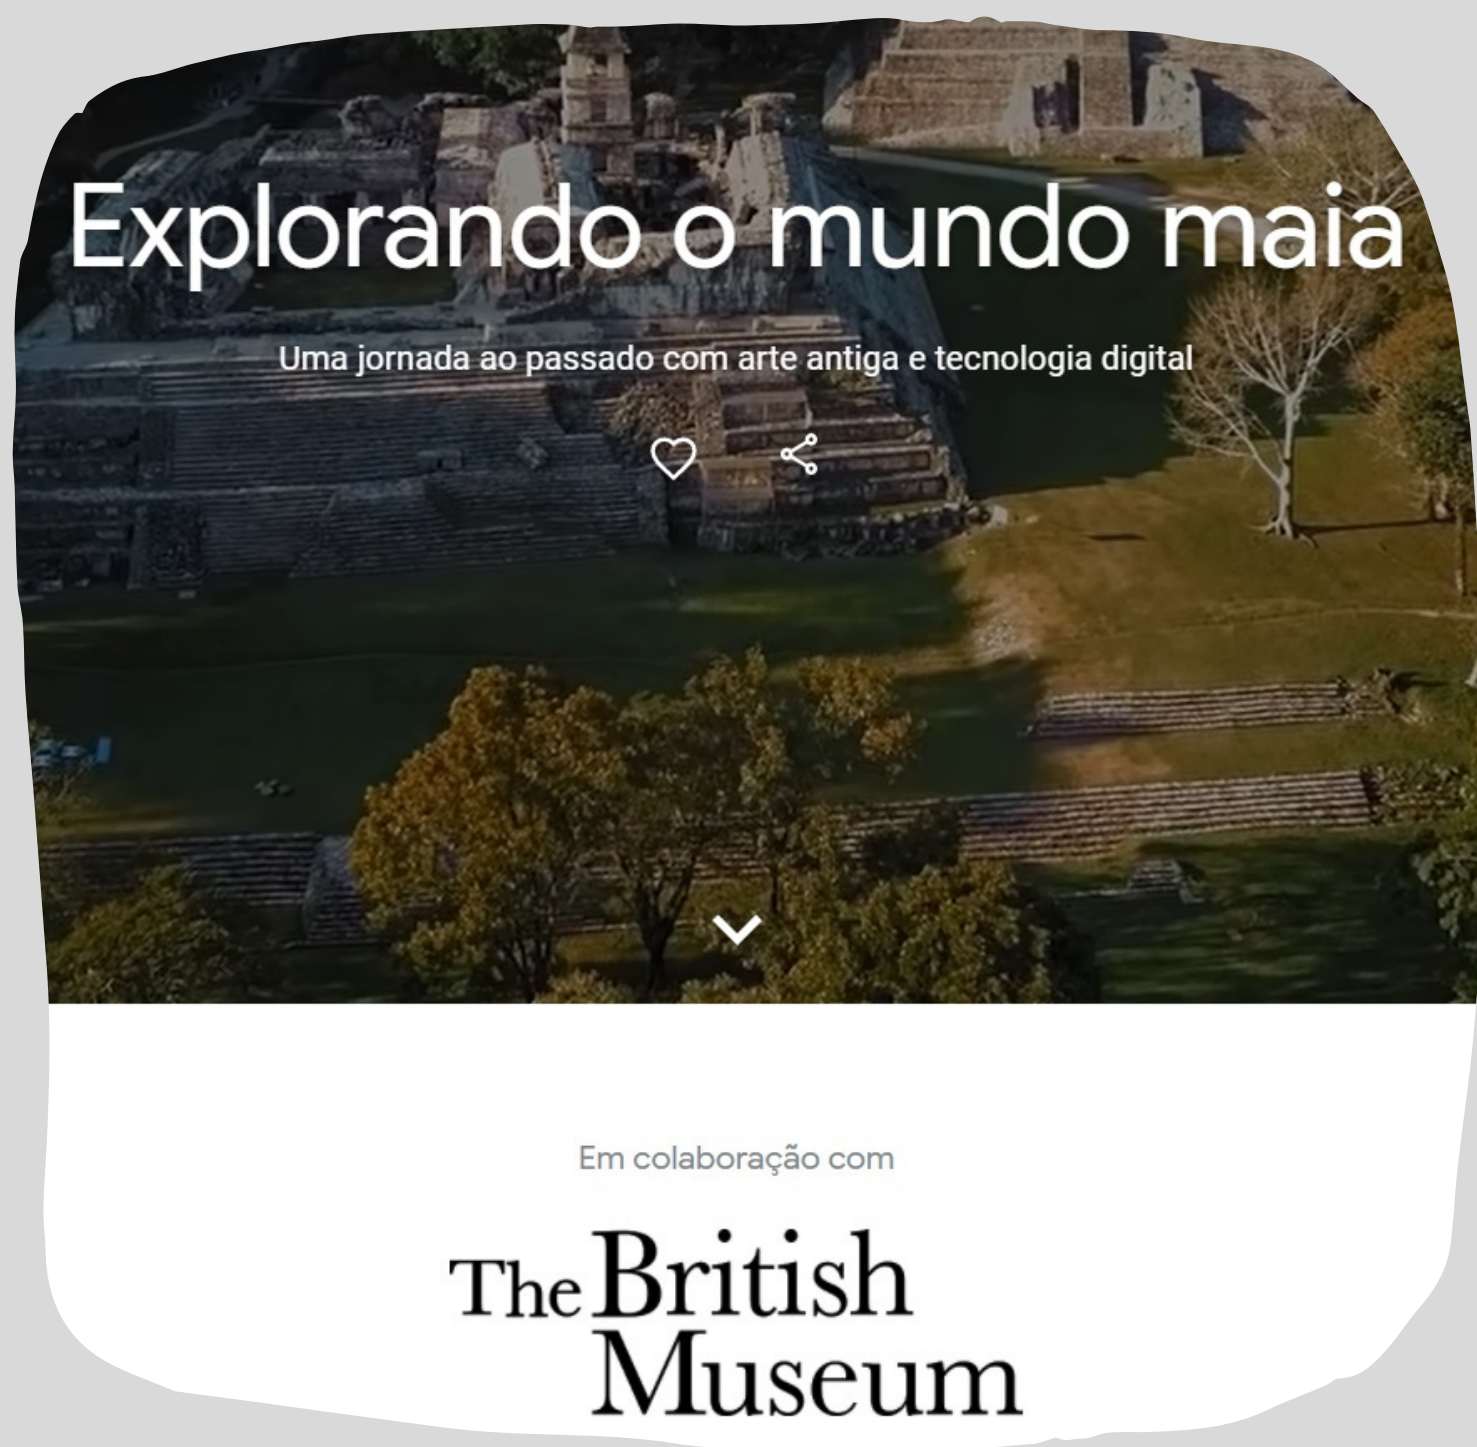 Explorando o mundo maia
Uma jornada ao passado com arte antiga e tecnologia digital
Em colaboração com
The British
Museum